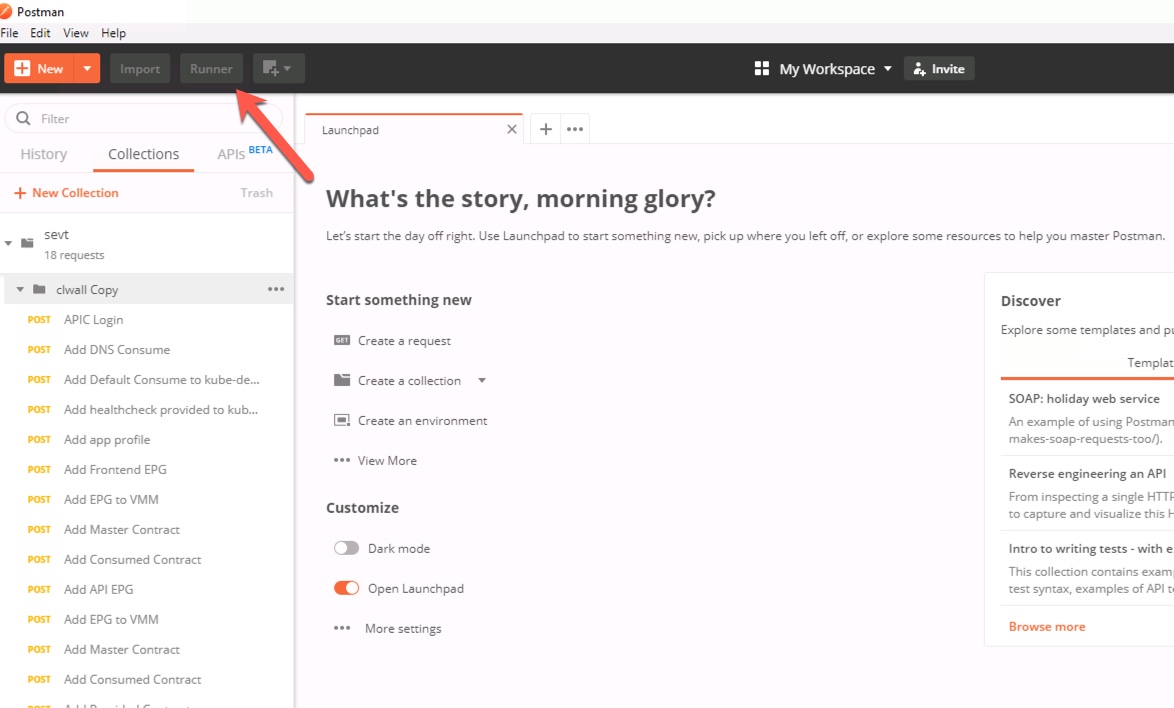 Postman
File Edit View Help
New Import Runner My Workspace Invite
Filter
History Collections APIs BETA
New Collection Trash
sevt
18 requests
clwall Copy
POST APIC Login
POST Add DNS Consume
POST Add Default Consume to kube-de...
POST Add healthcheck provided to kub...
POST Add app profile
POST Add Frontend EPG
POST Add EPG to VMM
POST Add Master Contract
POST Add Consumed Contract
POST Add API EPG
POST Add EPG to VMM
POST Add Master Contract
POST Add Consumed Contract
Launchpad
What's the story, morning glory?
Let's start the day off right. Use Launchpad to start something new, pick up where you left off, or explore some resources to help you master Postman.
Start something new
GET Create a request
Create a collection
Create an environment
View More
Customize
Dark mode
Open Launchpad
More settings
Discover
Explore some templates and pu
Templat
SOAP: holiday web service
An example of using Postman
makes-soap-requests-too/).
Reverse engineering an API
From inspecting a single HTTP
to capture and visualize this H
Intro to writing tests - with e
This collection contains examp
test syntax, examples of API te
Browse more